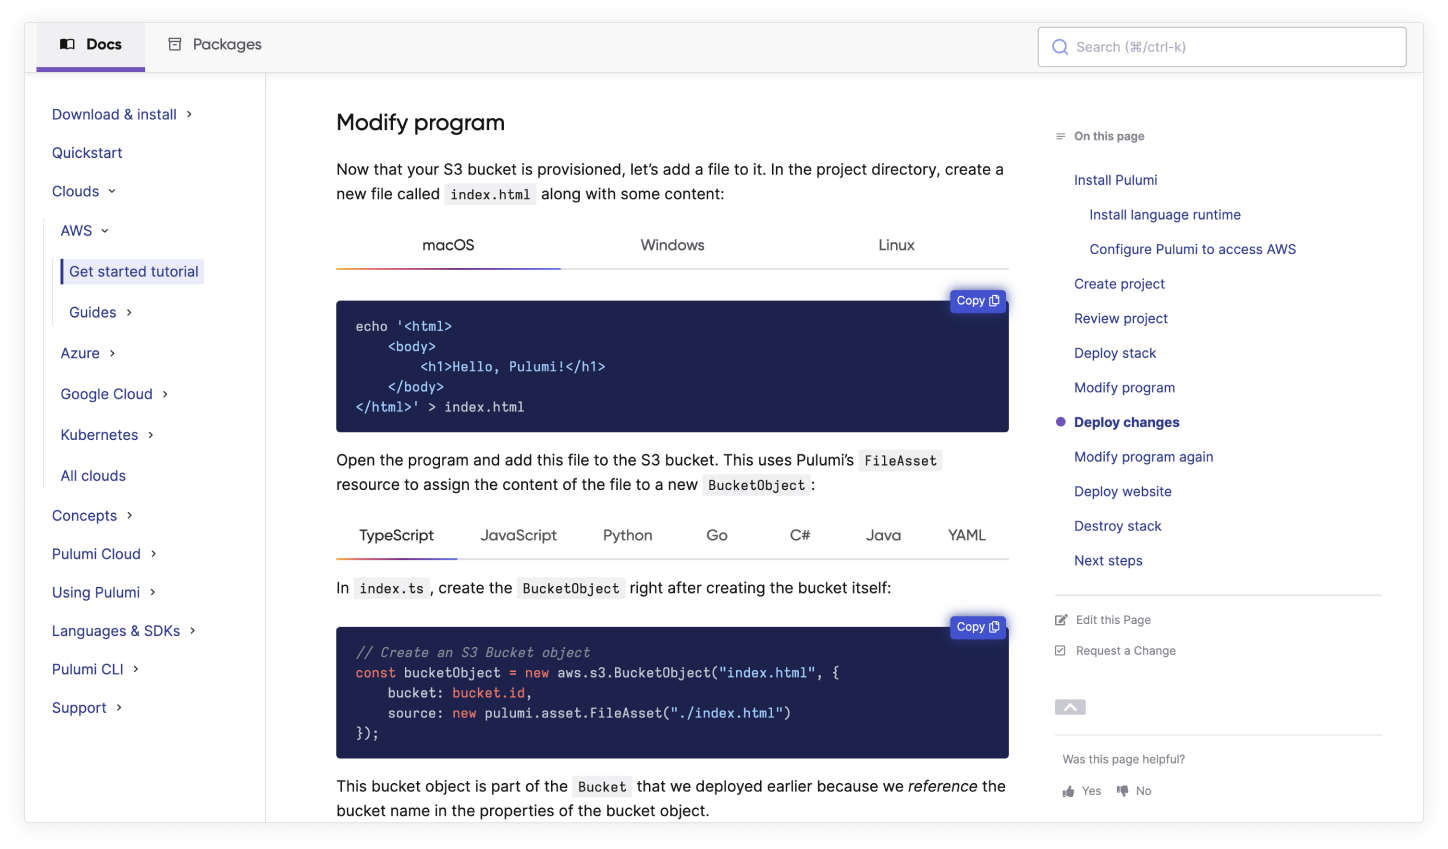 Docs
Packages
Search (⌘/ctrl-k)
Download & install
Quickstart
Clouds
AWS
Get started tutorial
Guides
Azure
Google Cloud
Kubernetes
All clouds
Concepts
Pulumi Cloud
Using Pulumi
Languages & SDKs
Pulumi CLI
Support
Modify program
Now that your S3 bucket is provisioned, let’s add a file to it. In the project directory, create a
new file called index.html along with some content:
macOS Windows Linux
Copy
echo '<html>
    <body>
        <h1>Hello, Pulumi!</h1>
    </body>
</html>' > index.html
Open the program and add this file to the S3 bucket. This uses Pulumi’s FileAsset
resource to assign the content of the file to a new BucketObject:
TypeScript JavaScript Python Go C# Java YAML
In index.ts , create the BucketObject right after creating the bucket itself:
Copy
// Create an S3 Bucket object
const bucketObject = new aws.s3.BucketObject("index.html", {
    bucket: bucket.id,
    source: new pulumi.asset.FileAsset("./index.html")
});
This bucket object is part of the Bucket that we deployed earlier because we reference the
bucket name in the properties of the bucket object.
On this page
Install Pulumi
Install language runtime
Configure Pulumi to access AWS
Create project
Review project
Deploy stack
Modify program
Deploy changes
Modify program again
Deploy website
Destroy stack
Next steps
Edit this Page
Request a Change
Was this page helpful?
Yes No